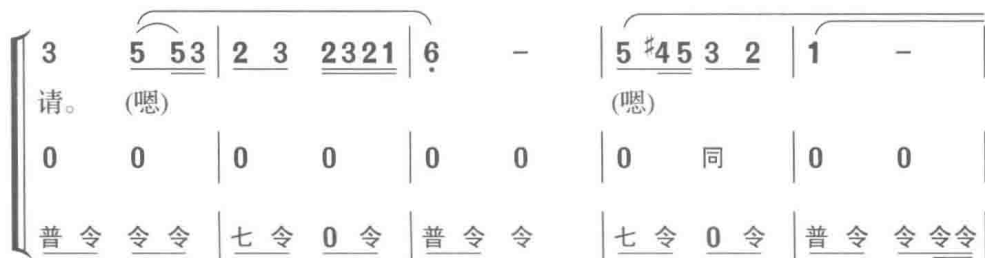 3 5 53 | 2 3 2321 | 6 - | 5 #45 3 2 | 1 - |
请。 (嗯) (嗯)
0 0 | 0 0 | 0 0 | 0 同 | 0 0 |
普 令 令 令 | 七 令 0 令 | 普 令 令 | 七 令 0 令 | 普 令 令 令令 |